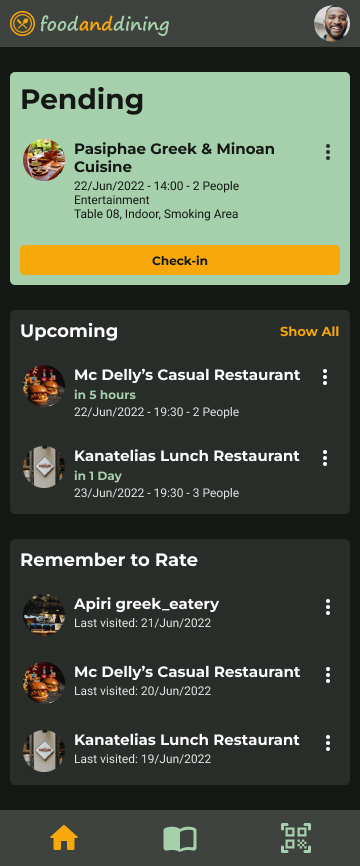 foodanddining
Pending
Pasiphae Greek & Minoan
Cuisine
22/Jun/2022 - 14:00 - 2 People
Entertainment
Table 08, Indoor, Smoking Area
Check-in
Upcoming
Show All
Mc Delly’s Casual Restaurant
in 5 hours
22/Jun/2022 - 19:30 - 2 People
Kanatelias Lunch Restaurant
in 1 Day
23/Jun/2022 - 19:30 - 3 People
Remember to Rate
Apiri greek_eatery
Last visited: 21/Jun/2022
Mc Delly’s Casual Restaurant
Last visited: 20/Jun/2022
Kanatelias Lunch Restaurant
Last visited: 19/Jun/2022